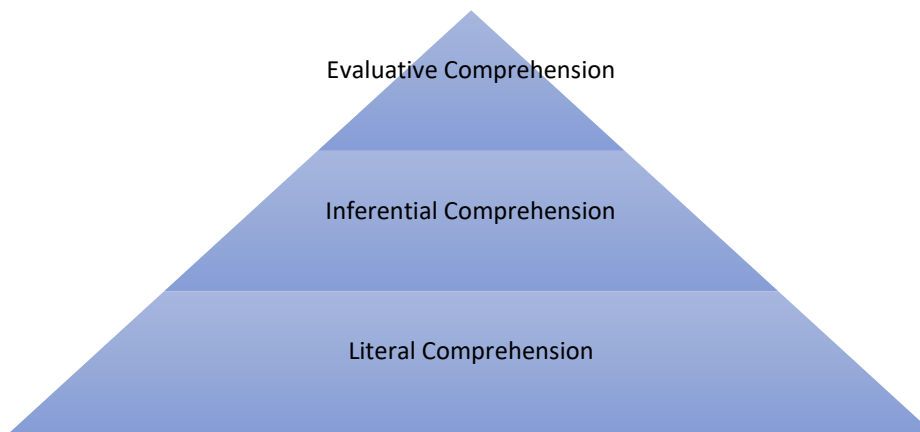 Evaluative Comprehension
Inferential Comprehension
Literal Comprehension